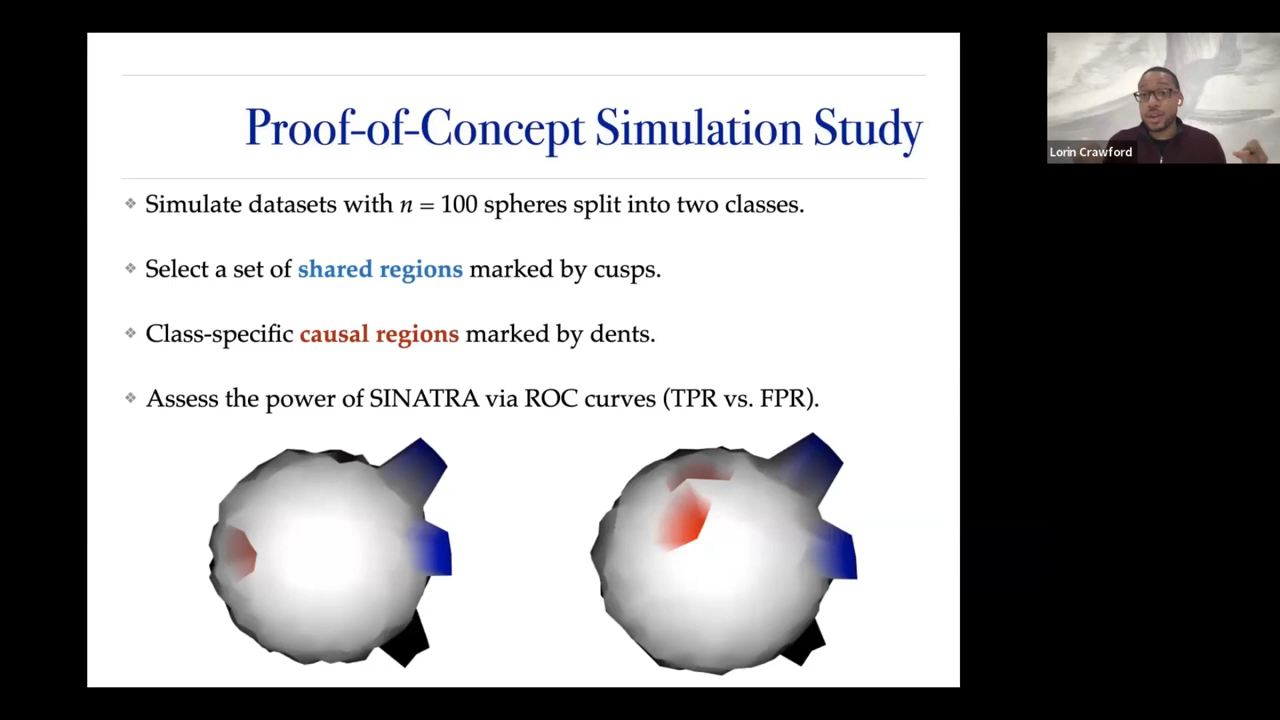 Proof-of-Concept Simulation Study
❖ Simulate datasets with n = 100 spheres split into two classes.
❖ Select a set of shared regions marked by cusps.
❖ Class-specific causal regions marked by dents.
❖ Assess the power of SINATRA via ROC curves (TPR vs. FPR).
Lorin Crawford